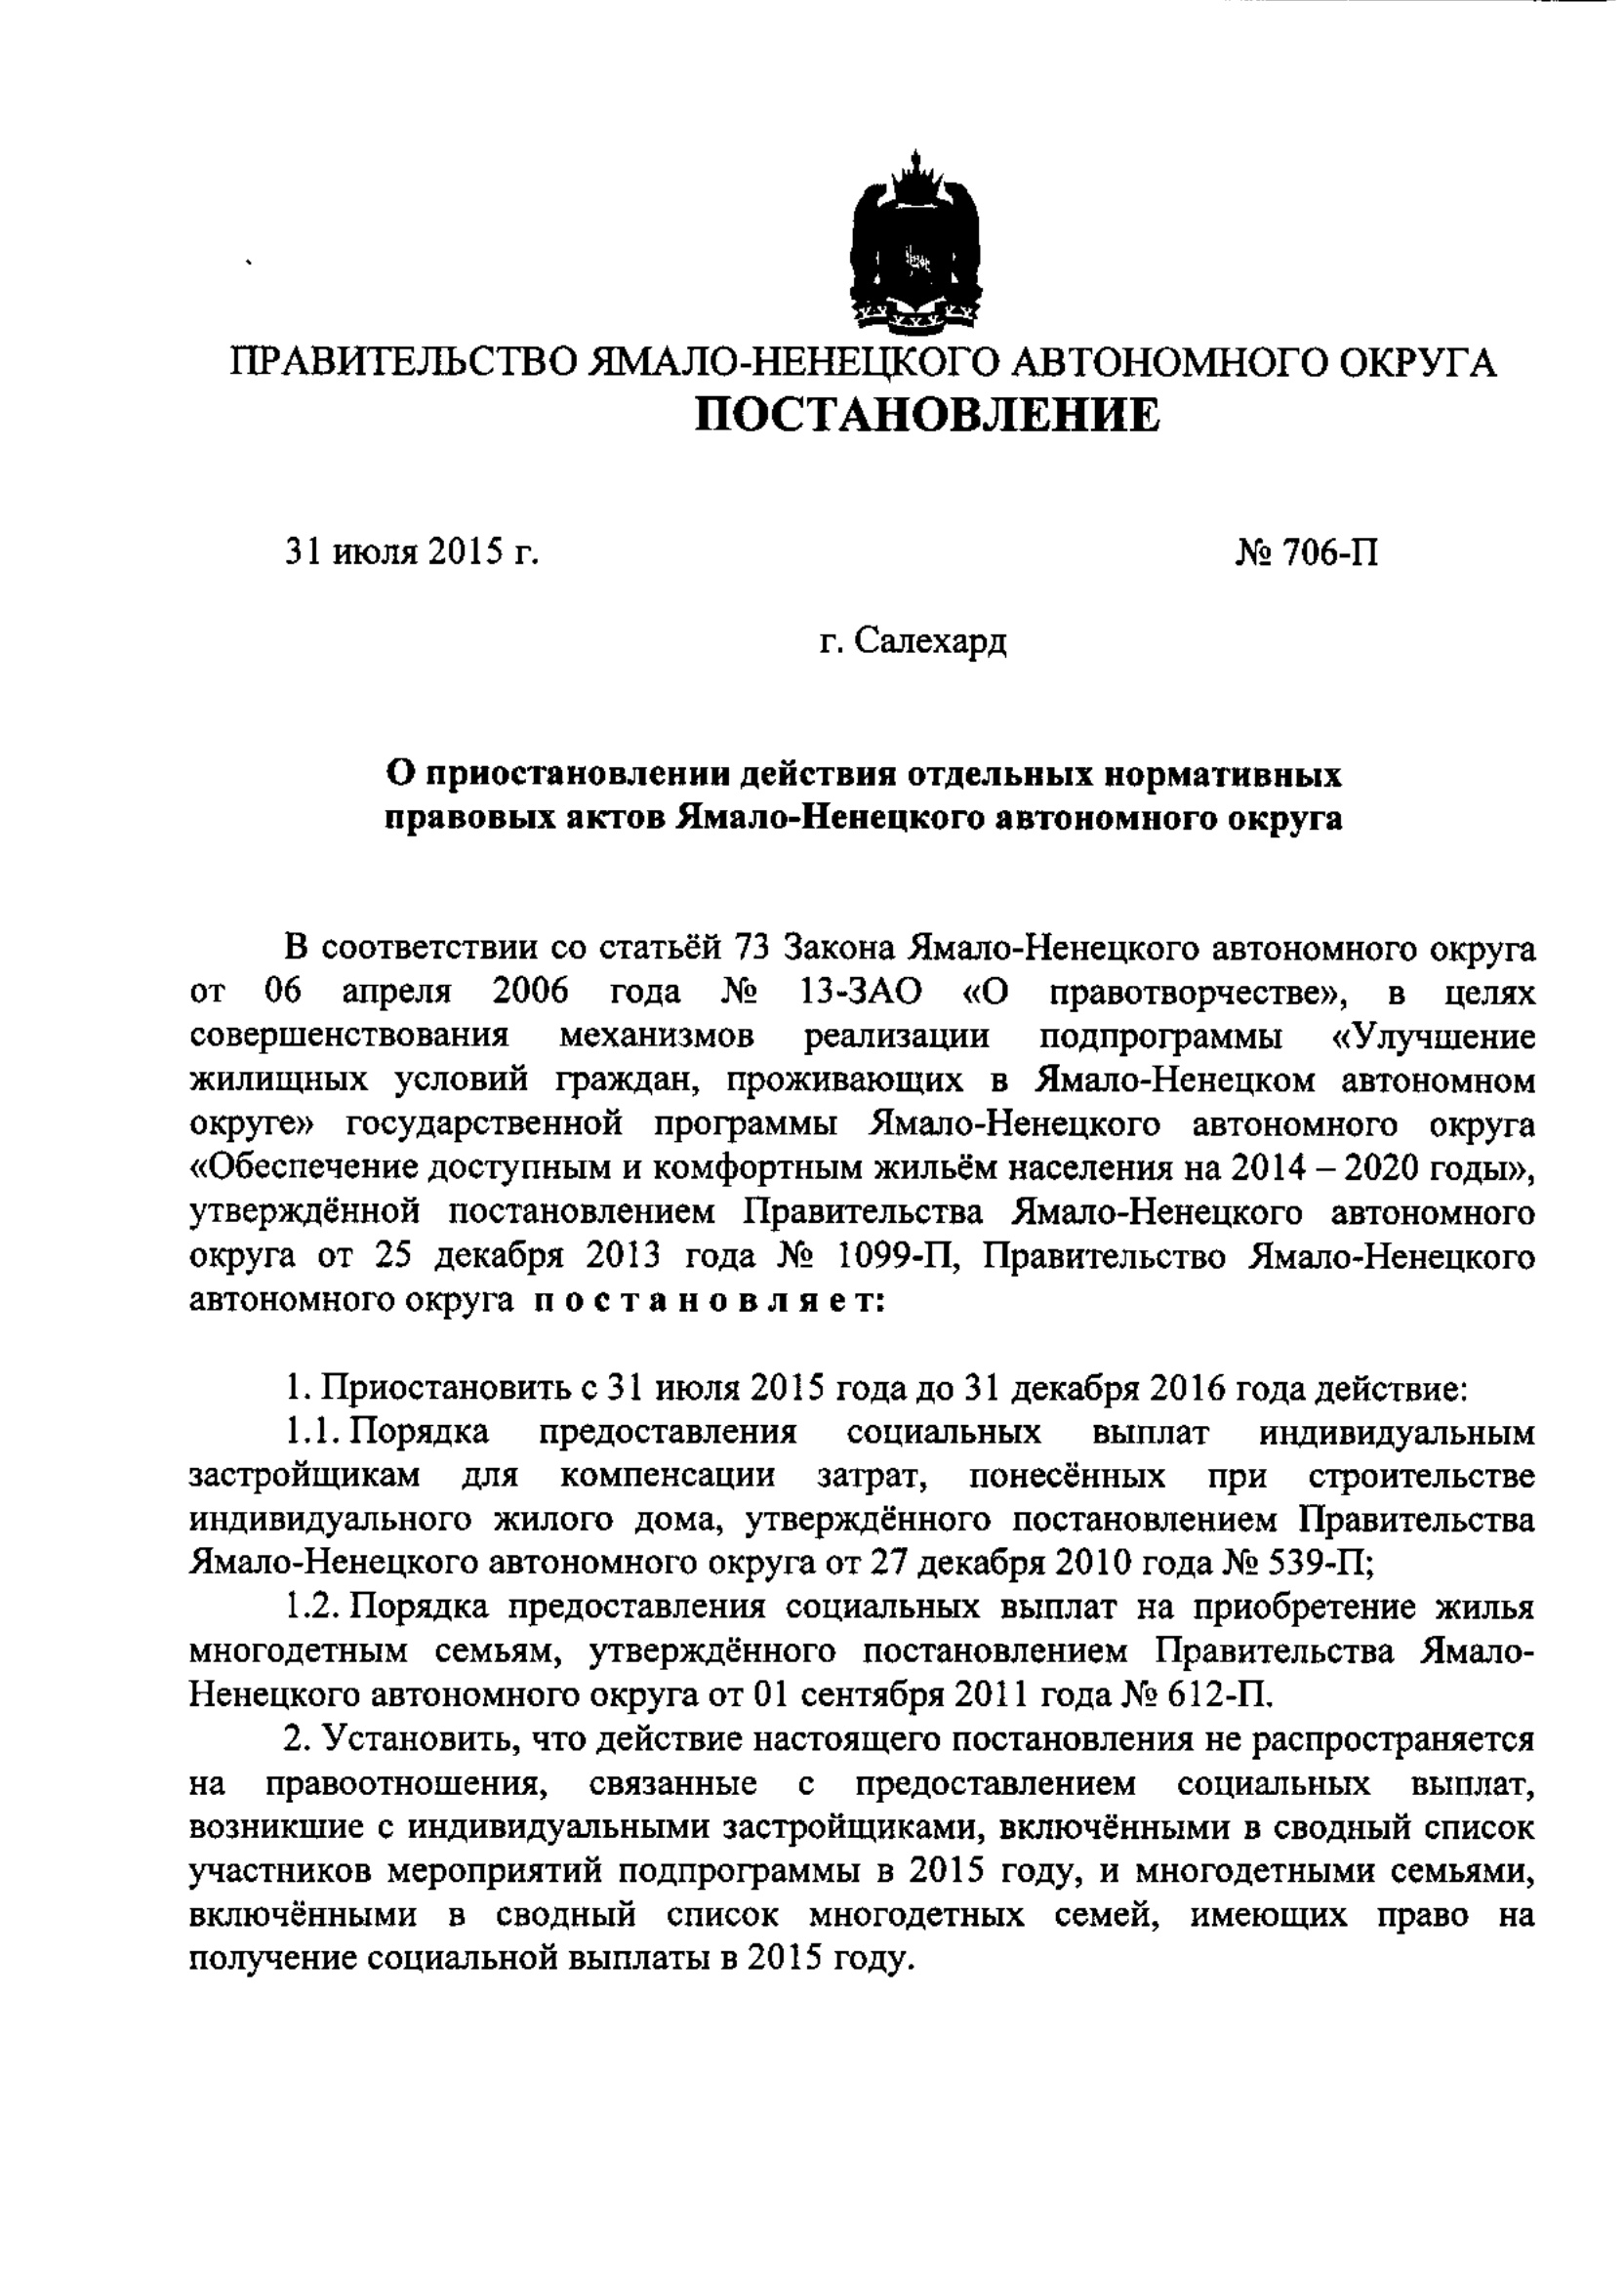 ПРАВИТЕЛЬСТВО ЯМАЛО-НЕНЕЦКОГО АВТОНОМНОГО ОКРУГА
ПОСТАНОВЛЕНИЕ
31 июля 2015 г. № 706-П
г. Салехард
О приостановлении действия отдельных нормативных
правовых актов Ямало-Ненецкого автономного округа
В соответствии со статьёй 73 Закона Ямало-Ненецкого автономного округа
от 06 апреля 2006 года № 13-ЗАО «О правотворчестве», в целях
совершенствования механизмов реализации подпрограммы «Улучшение
жилищных условий граждан, проживающих в Ямало-Ненецком автономном
округе» государственной программы Ямало-Ненецкого автономного округа
«Обеспечение доступным и комфортным жильём населения на 2014 – 2020 годы»,
утверждённой постановлением Правительства Ямало-Ненецкого автономного
округа от 25 декабря 2013 года № 1099-П, Правительство Ямало-Ненецкого
автономного округа п о с т а н о в л я е т:
1. Приостановить с 31 июля 2015 года до 31 декабря 2016 года действие:
1.1. Порядка предоставления социальных выплат индивидуальным
застройщикам для компенсации затрат, понесённых при строительстве
индивидуального жилого дома, утверждённого постановлением Правительства
Ямало-Ненецкого автономного округа от 27 декабря 2010 года № 539-П;
1.2. Порядка предоставления социальных выплат на приобретение жилья
многодетным семьям, утверждённого постановлением Правительства Ямало-
Ненецкого автономного округа от 01 сентября 2011 года № 612-П.
2. Установить, что действие настоящего постановления не распространяется
на правоотношения, связанные с предоставлением социальных выплат,
возникшие с индивидуальными застройщиками, включёнными в сводный список
участников мероприятий подпрограммы в 2015 году, и многодетными семьями,
включёнными в сводный список многодетных семей, имеющих право на
получение социальной выплаты в 2015 году.